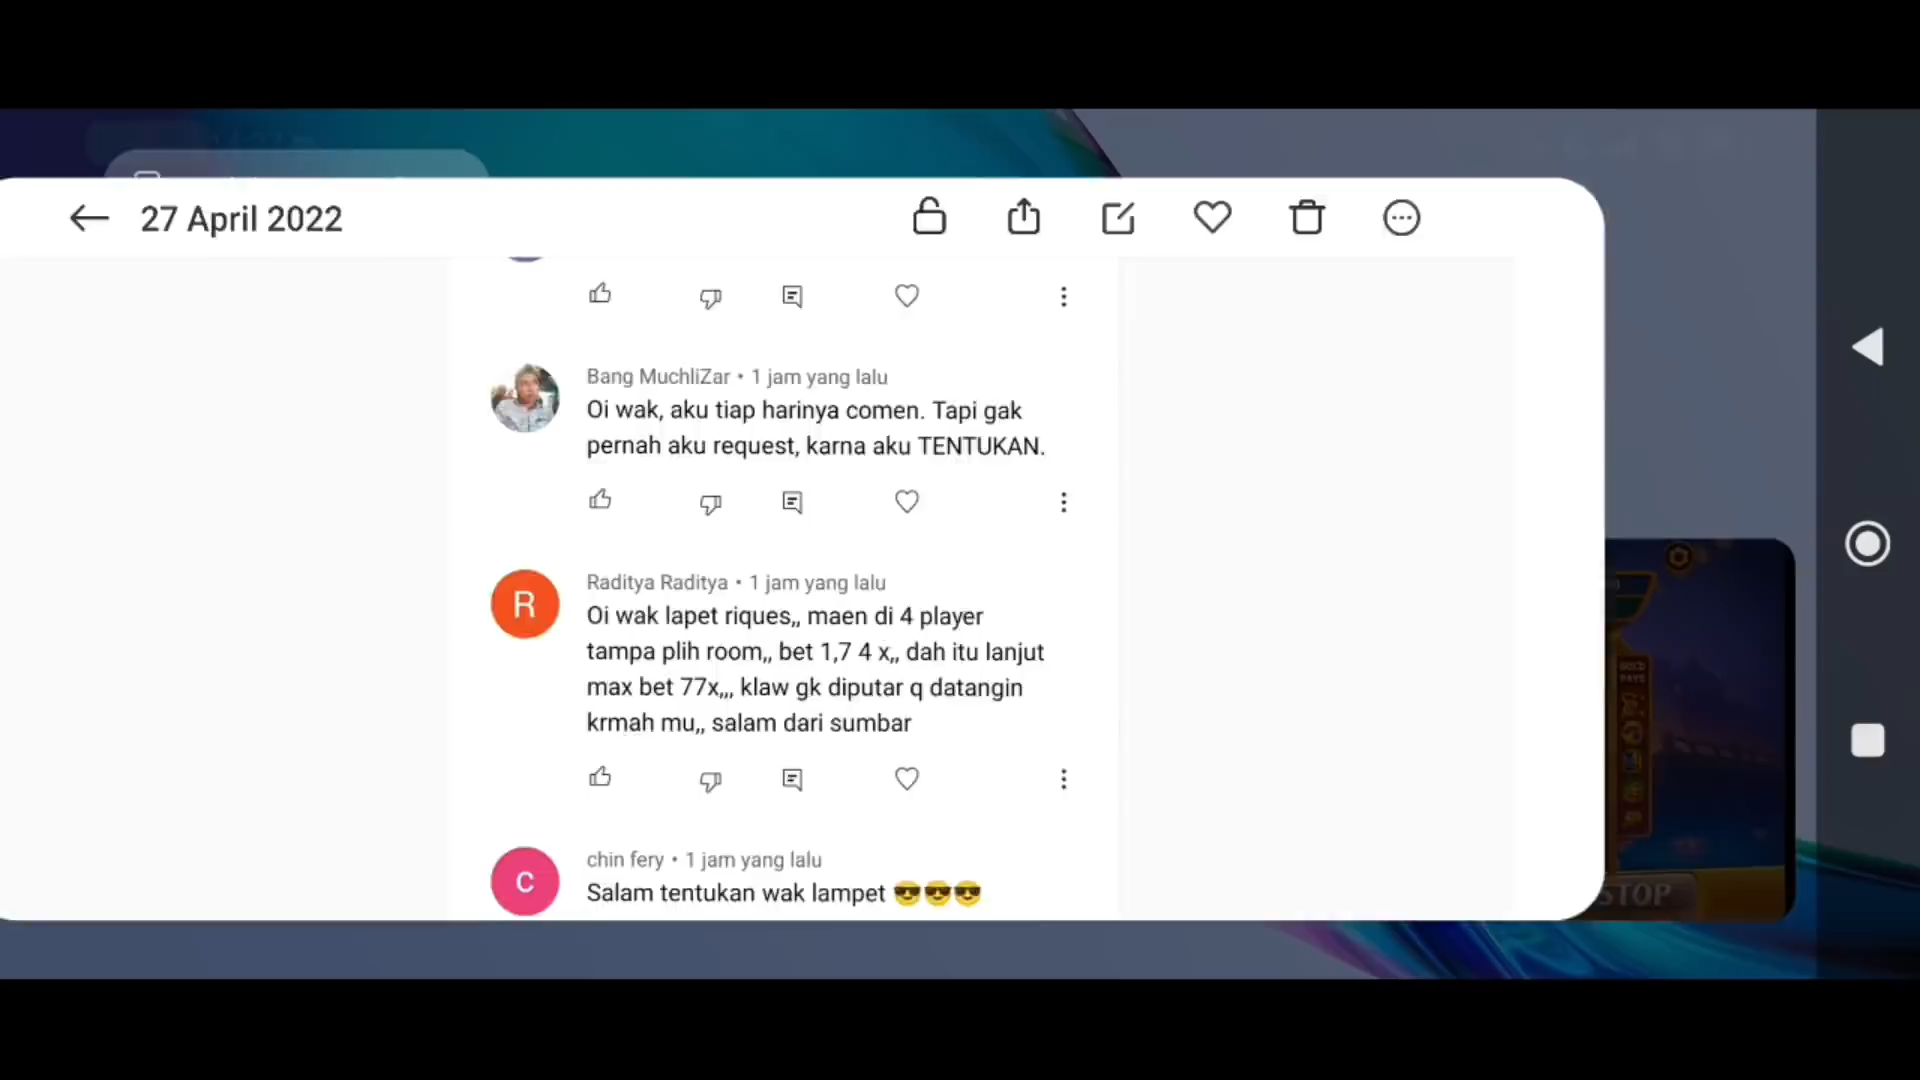 27 April 2022
Bang MuchliZar • 1 jam yang lalu
Oi wak, aku tiap harinya comen. Tapi gak
pernah aku request, karna aku TENTUKAN.
R
Raditya Raditya • 1 jam yang lalu
Oi wak lapet riques,, maen di 4 player
tampa plih room,, bet 1,7 4 x,, dah itu lanjut
max bet 77x,,, klaw gk diputar q datangin
krmah mu,, salam dari sumbar
C
chin fery • 1 jam yang lalu
Salam tentukan wak lampet 😎😎😎
STOP